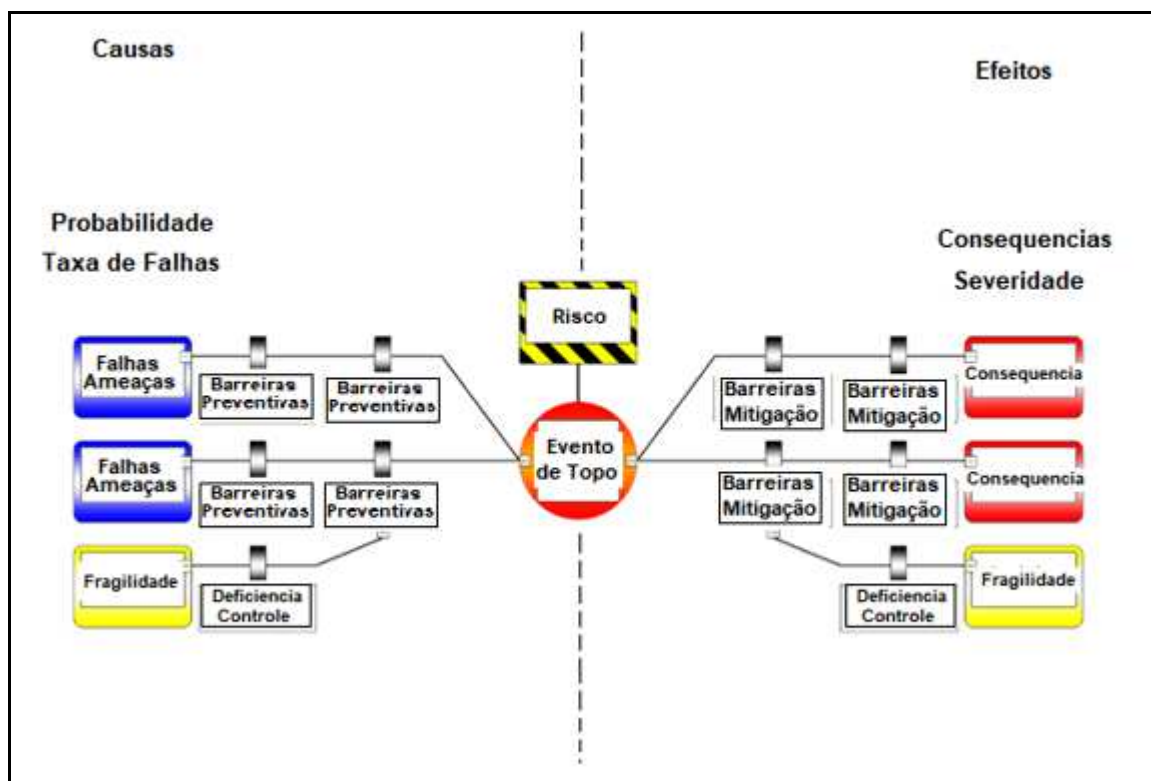 Causas
Efeitos
Probabilidade
Taxa de Falhas
Consequencias
Severidade
Risco
Falhas
Ameaças
Barreiras
Preventivas
Barreiras
Preventivas
Barreiras
Mitigação
Barreiras
Mitigação
Consequencia
Evento
de Topo
Falhas
Ameaças
Barreiras
Preventivas
Barreiras
Preventivas
Barreiras
Mitigação
Barreiras
Mitigação
Consequencia
Fragilidade
Deficiencia
Controle
Deficiencia
Controle
Fragilidade